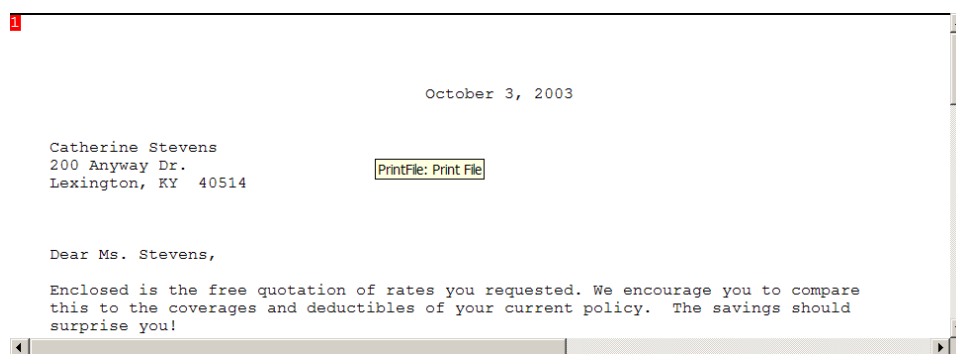 1
October 3, 2003
Catherine Stevens
200 Anyway Dr.
PrintFile: Print File
Lexington, KY  40514
Dear Ms. Stevens,
Enclosed is the free quotation of rates you requested. We encourage you to compare
this to the coverages and deductibles of your current policy.  The savings should
surprise you!